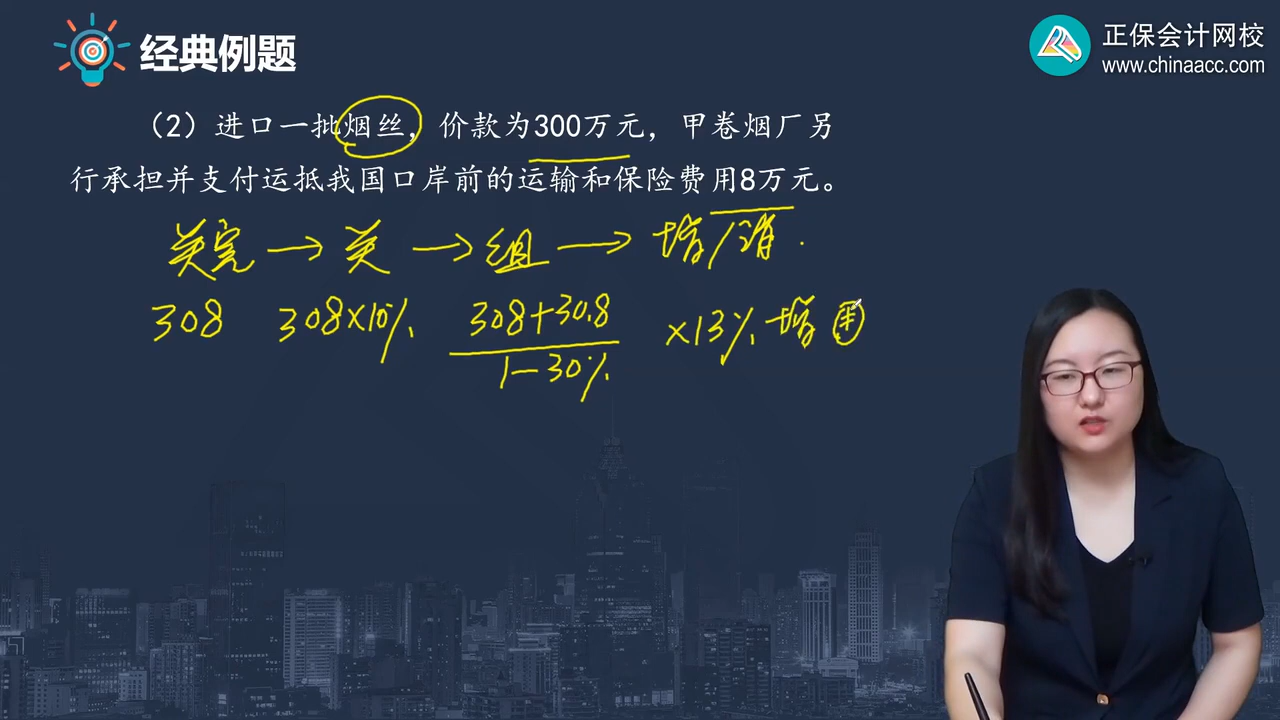 经典例题
正保会计网校
www.chinaacc.com
（2）进口一批烟丝，价款为300万元，甲卷烟厂另
行承担并支付运抵我国口岸前的运输和保险费用8万元。
关完 → 关 → 组 → 增/消
308 308×10% 308+30.8 ×13% 增
1-30%